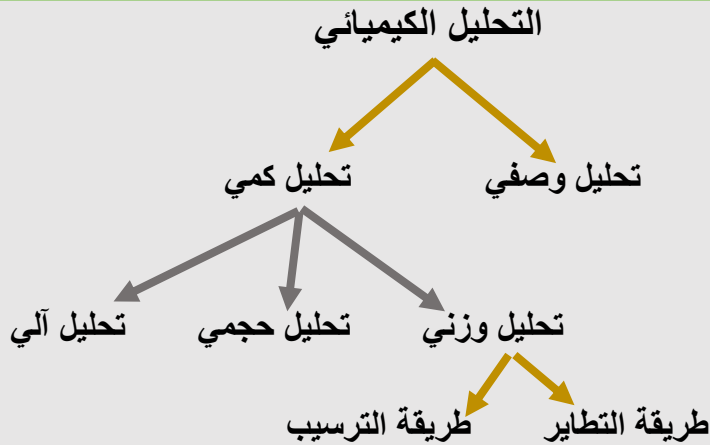 التحليل الكيميائي
تحليل وصفي
تحليل كمي
تحليل وزني
تحليل حجمي
تحليل آلي
طريقة التطاير
طريقة الترسيب